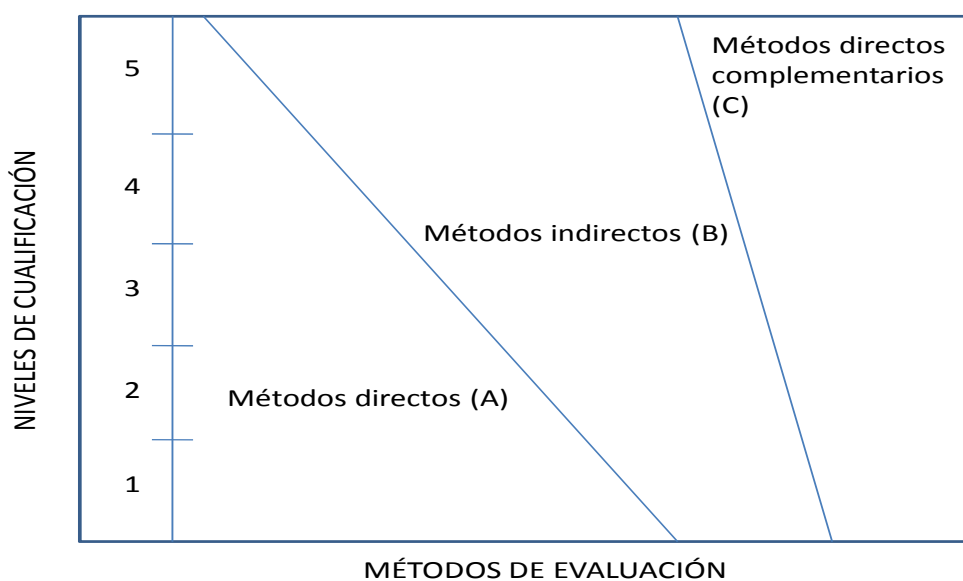 Métodos directos
complementarios
(C)
5
4
Métodos indirectos (B)
3
2
Métodos directos (A)
1
NIVELES DE CUALIFICACIÓN
MÉTODOS DE EVALUACIÓN